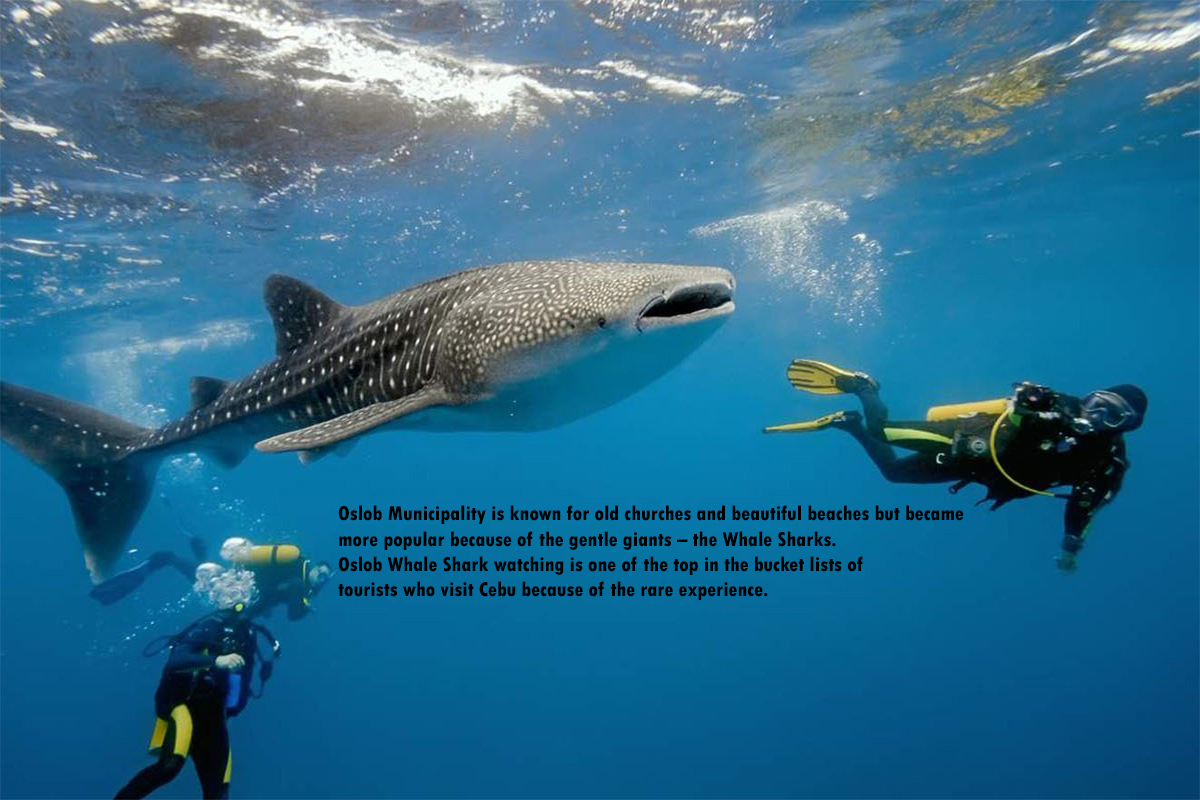 Oslob Municipality is known for old churches and beautiful beaches but became
more popular because of the gentle giants – the Whale Sharks.
Oslob Whale Shark watching is one of the top in the bucket lists of
tourists who visit Cebu because of the rare experience.